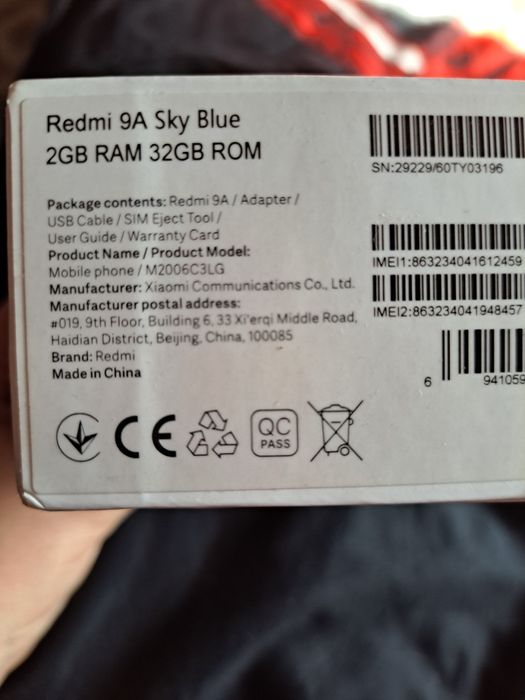 Redmi 9A Sky Blue
2GB RAM 32GB ROM
Package contents: Redmi 9A / Adapter /
USB Cable / SIM Eject Tool /
User Guide / Warranty Card
Product Name / Product Model:
Mobile phone / M2006C3LG
Manufacturer: Xiaomi Communications Co., Ltd.
Manufacturer postal address:
#019, 9th Floor, Building 6, 33 Xi'erqi Middle Road,
Haidian District, Beijing, China, 100085
Brand: Redmi
Made in China
CE
QC
PASS
SN:29229/60TY03196
IMEI1:863234041612459
IMEI2:863234041948457
6 941059